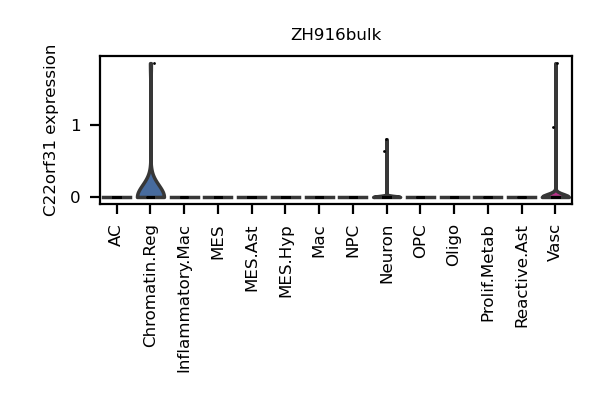 ZH916bulk
C22orf31 expression
1
0
AC
Chromatin.Reg
Inflammatory.Mac
MES
MES.Ast
MES.Hyp
Mac
NPC
Neuron
OPC
Oligo
Prolif.Metab
Reactive.Ast
Vasc